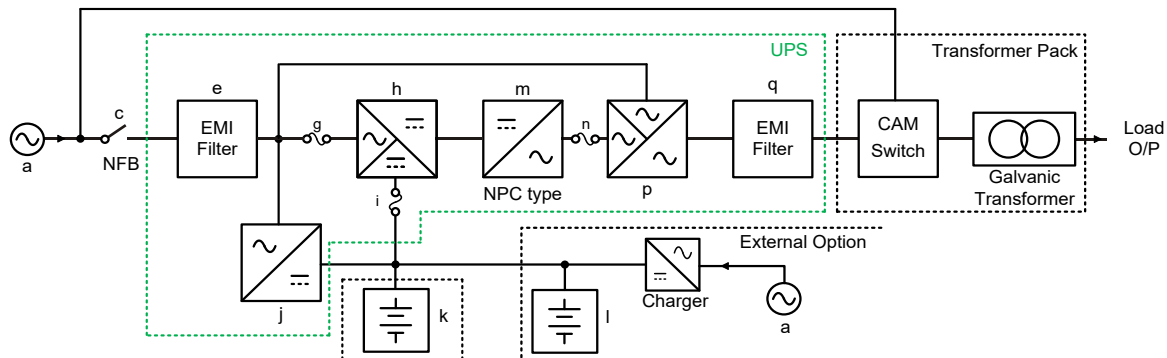 UPS
Transformer Pack
e
h
m
q
c
EMI
Filter
g
n
EMI
Filter
CAM
Switch
Load
O/P
a
NFB
i
NPC type
p
Galvanic
Transformer
External Option
j
k
l
Charger
a